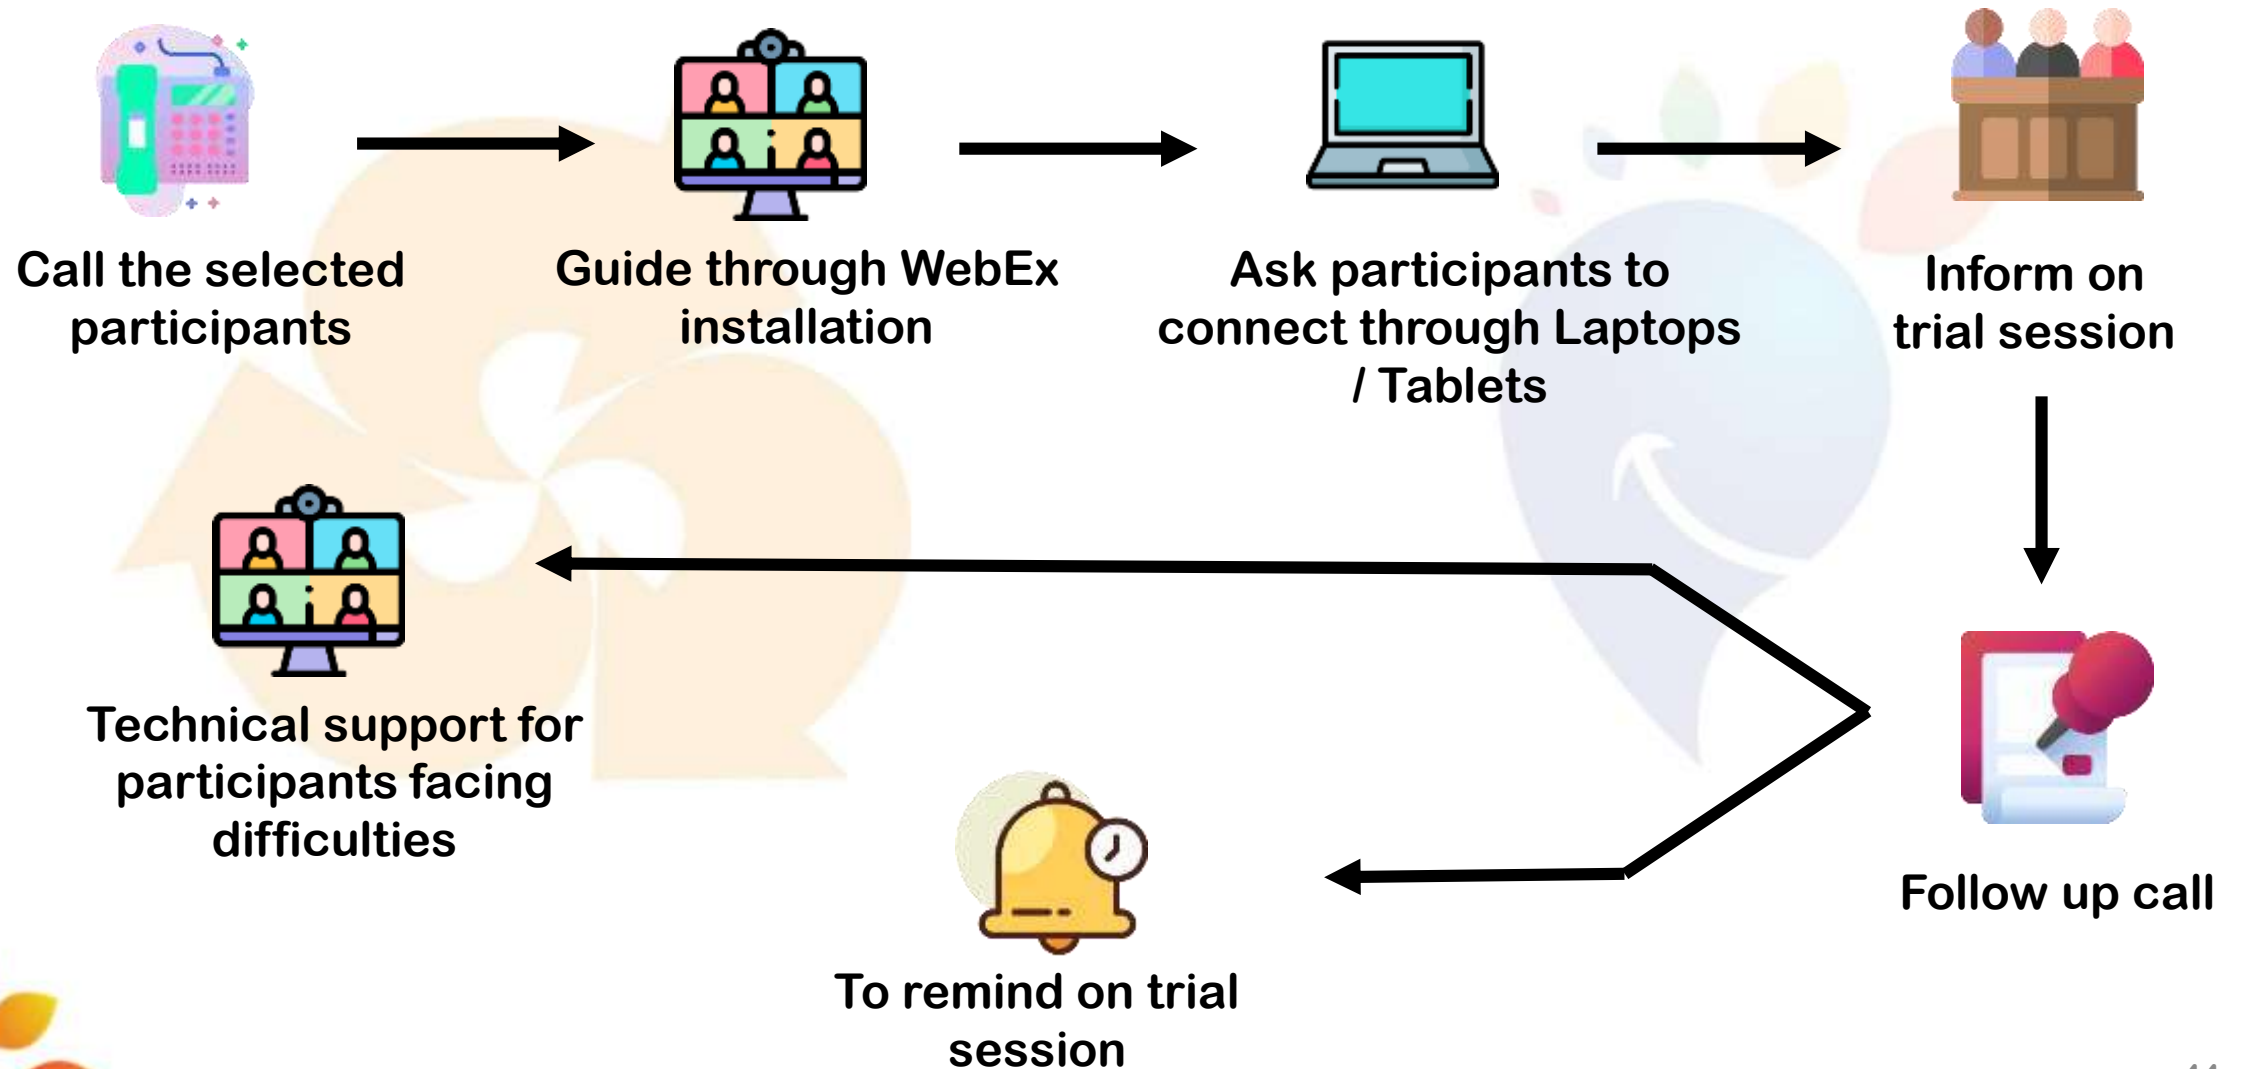 Call the selected
participants
Guide through WebEx
installation
Ask participants to
connect through Laptops
/ Tablets
Inform on
trial session
Technical support for
participants facing
difficulties
To remind on trial
session
Follow up call